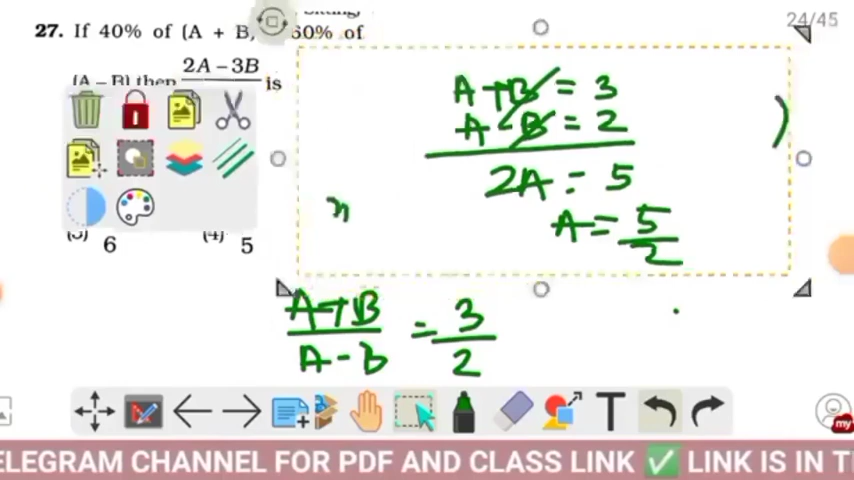 24/45
27. If 40% of (A + B) 60% of
(A – B) then 2A – 3B is
A + B = 3
A - B = 2
2A = 5
A = 5/2
(3) 6 (4) 5
A+B/A-B = 3/2
T
my
ELEGRAM CHANNEL FOR PDF AND CLASS LINK ✅ LINK IS IN T